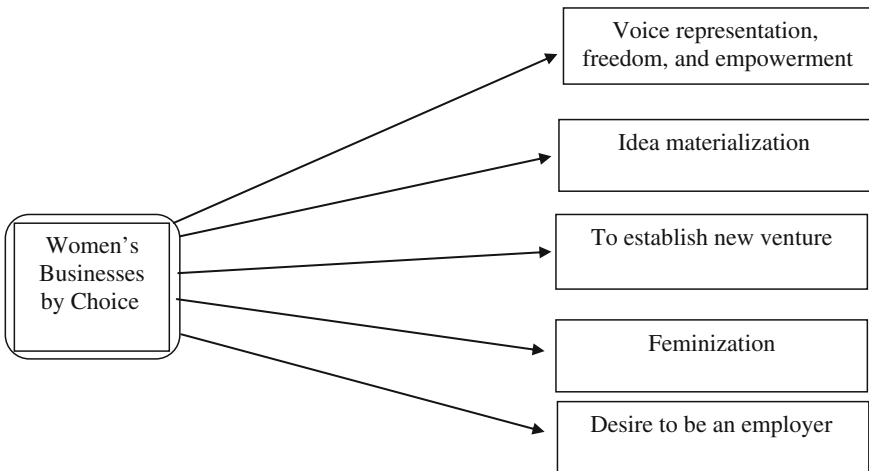 Voice representation,
freedom, and empowerment
Idea materialization
Women’s
Businesses
by Choice
To establish new venture
Feminization
Desire to be an employer